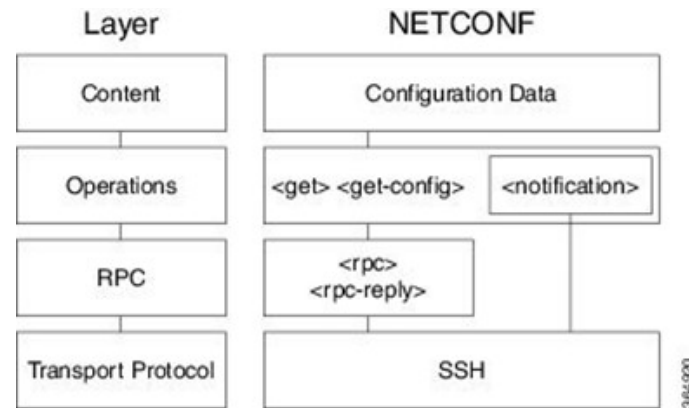 Layer
NETCONF
Content
Configuration Data
Operations
<get> <get-config>
<notification>
RPC
<rpc>
<rpc-reply>
Transport Protocol
SSH